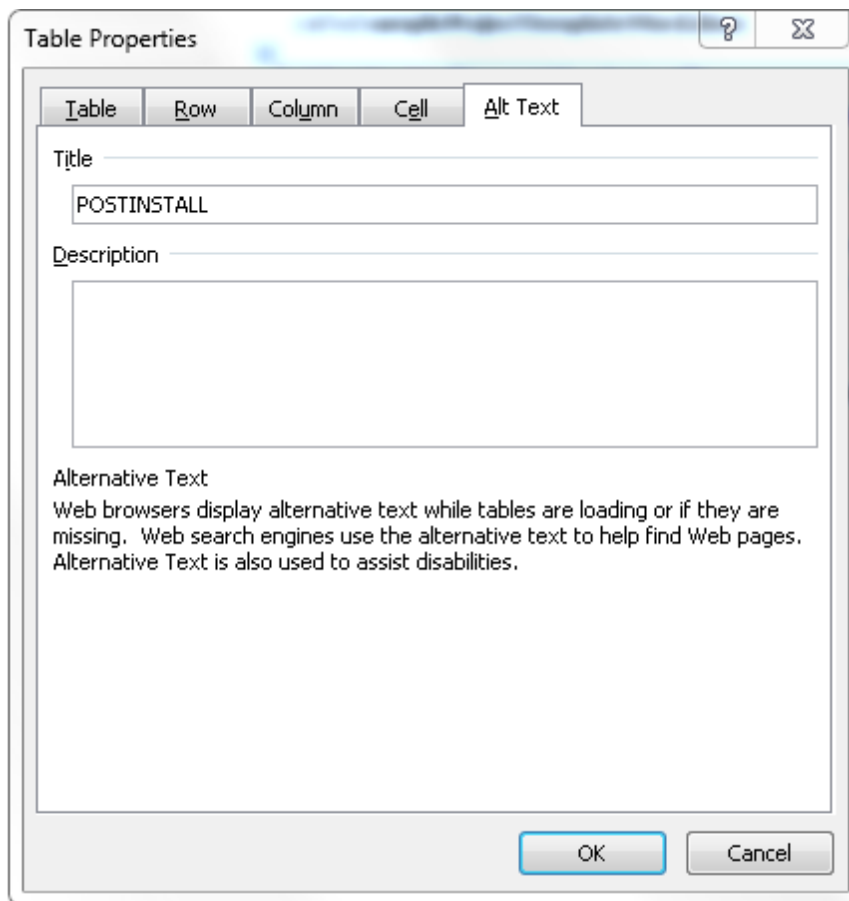 Table Properties
Table Row Column Cell Alt Text
Title
POSTINSTALL
Description
Alternative Text
Web browsers display alternative text while tables are loading or if they are
missing. Web search engines use the alternative text to help find Web pages.
Alternative Text is also used to assist disabilities.
OK Cancel